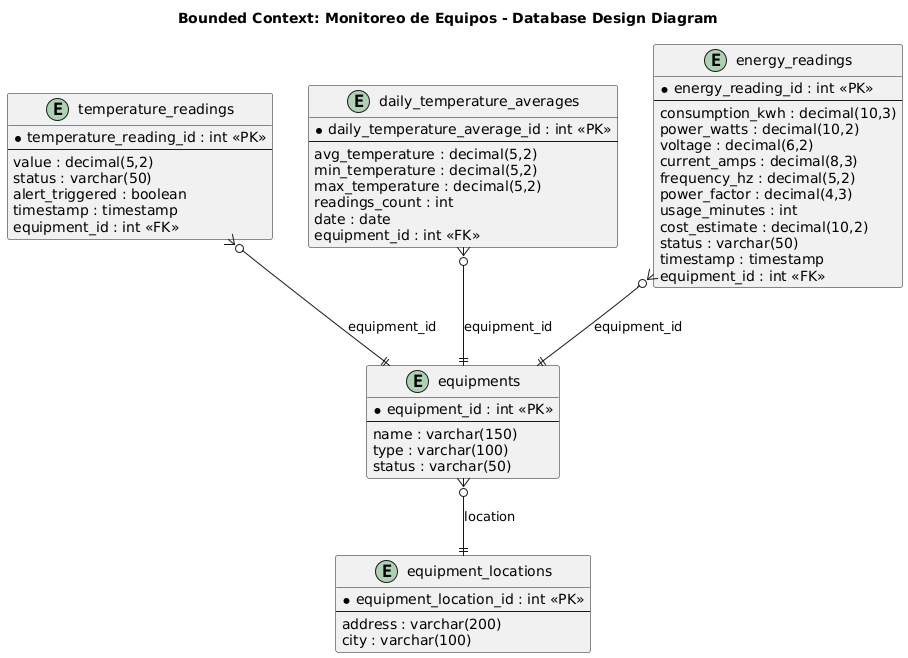 Bounded Context: Monitoreo de Equipos - Database Design Diagram
E temperature_readings
temperature_reading_id : int «PK»
value : decimal(5,2)
status : varchar(50)
alert_triggered : boolean
timestamp : timestamp
equipment_id : int «FK»
E daily_temperature_averages
daily_temperature_average_id : int «PK»
avg_temperature : decimal(5,2)
min_temperature : decimal(5,2)
max_temperature : decimal(5,2)
readings_count : int
date : date
equipment_id : int «FK»
E energy_readings
energy_reading_id : int «PK»
consumption_kwh : decimal(10,3)
power_watts : decimal(10,2)
voltage : decimal(6,2)
current_amps : decimal(8,3)
frequency_hz : decimal(5,2)
power_factor : decimal(4,3)
usage_minutes : int
cost_estimate : decimal(10,2)
status : varchar(50)
timestamp : timestamp
equipment_id : int «FK»
equipment_id
equipment_id
equipment_id
E equipments
equipment_id : int «PK»
name : varchar(150)
type : varchar(100)
status : varchar(50)
location
E equipment_locations
equipment_location_id : int «PK»
address : varchar(200)
city : varchar(100)